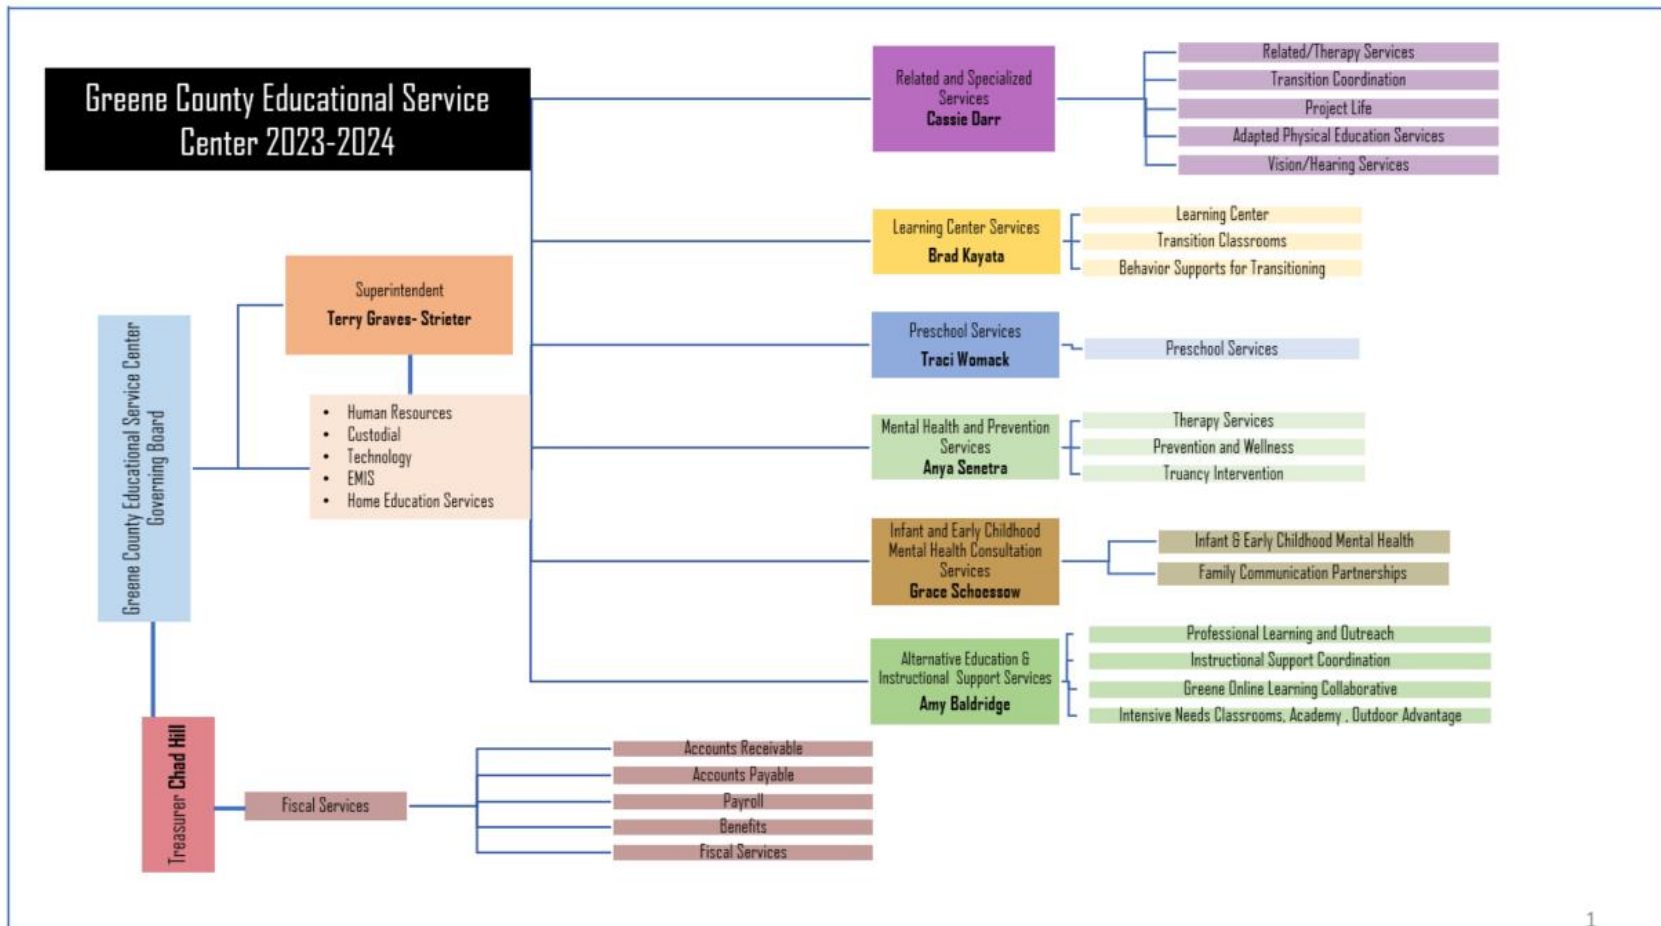 Greene County Educational Service
Center 2023-2024
Superintendent
Terry Graves- Strieter
Greene County Educational Service Center
Governing Board
• Human Resources
• Custodial
• Technology
• EMIS
• Home Education Services
Treasurer Chad Hill
Fiscal Services
Accounts Receivable
Accounts Payable
Payroll
Benefits
Fiscal Services
Related and Specialized
Services
Cassie Darr
Related/Therapy Services
Transition Coordination
Project Life
Adapted Physical Education Services
Vision/Hearing Services
Learning Center Services
Brad Kayata
Learning Center
Transition Classrooms
Behavior Supports for Transitioning
Preschool Services
Traci Womack
Preschool Services
Mental Health and Prevention
Services
Anya Senetra
Therapy Services
Prevention and Wellness
Truancy Intervention
Infant and Early Childhood
Mental Health Consultation
Services
Grace Schoessow
Infant & Early Childhood Mental Health
Family Communication Partnerships
Alternative Education &
Instructional Support Services
Amy Baldridge
Professional Learning and Outreach
Instructional Support Coordination
Greene Online Learning Collaborative
Intensive Needs Classrooms, Academy , Outdoor Advantage
1